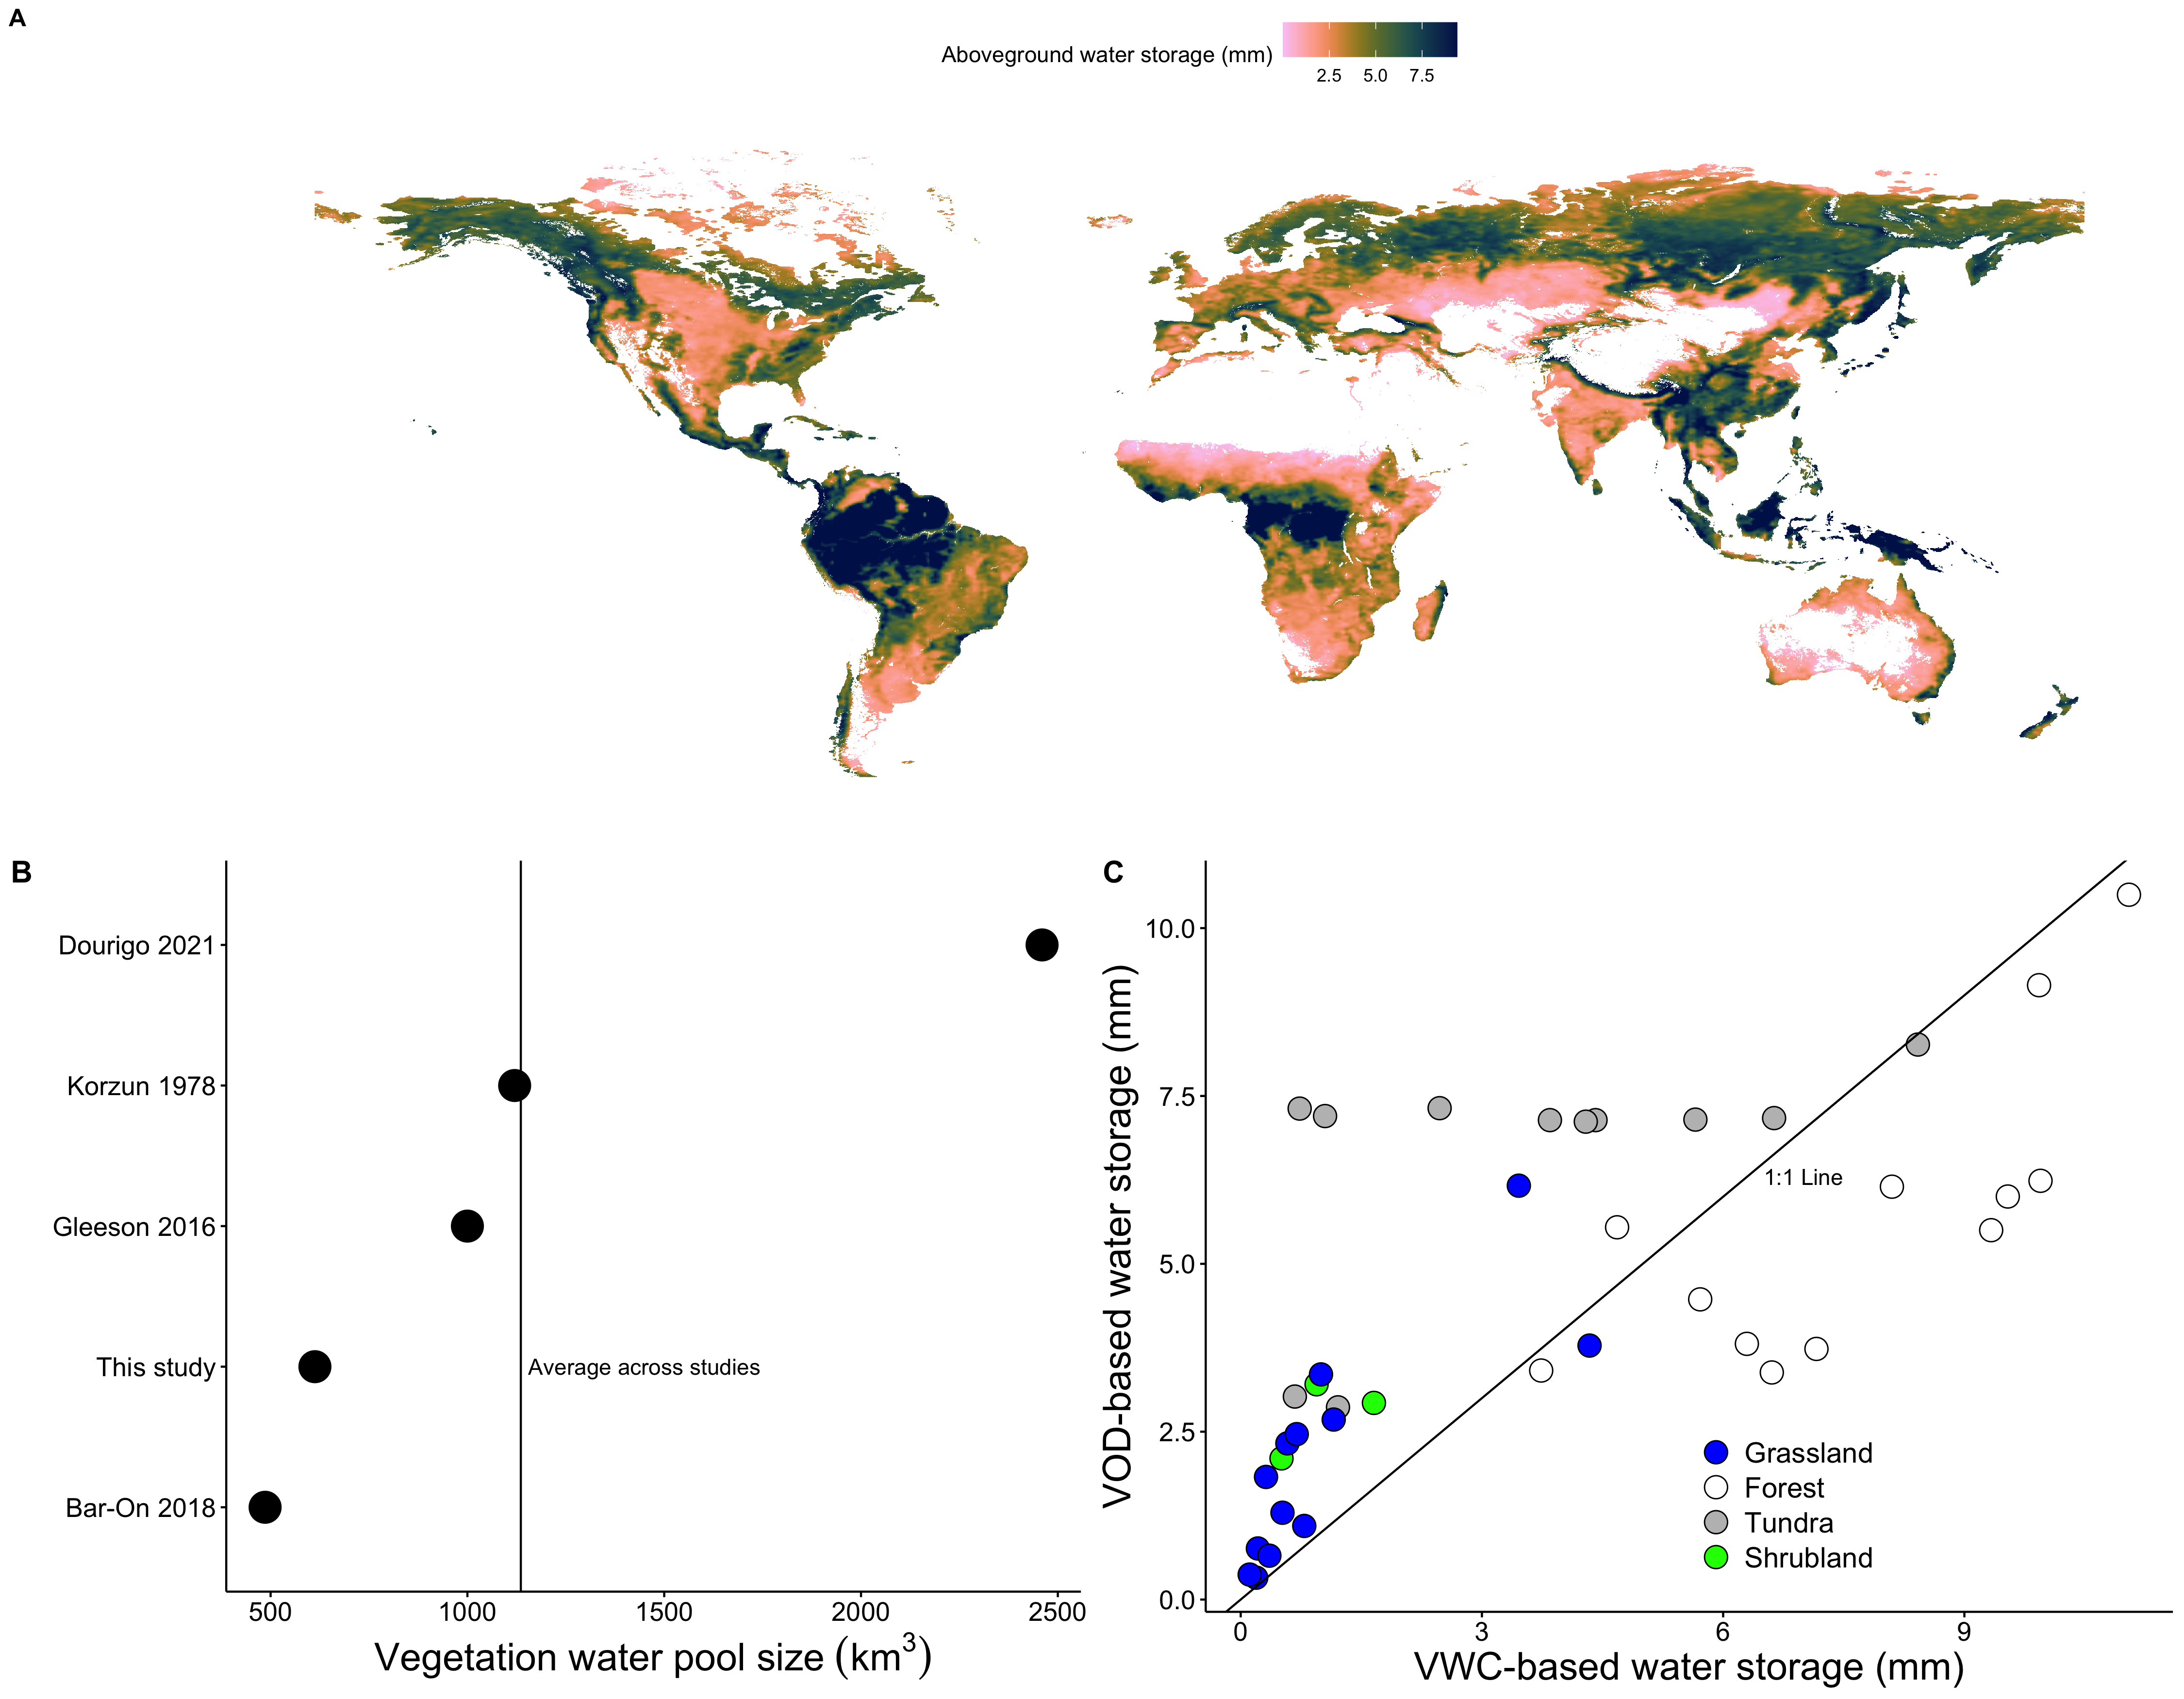 A
Aboveground water storage (mm)
2.5 5.0 7.5
B
Dourigo 2021
Korzun 1978
Gleeson 2016
This study
Bar-On 2018
Average across studies
500 1000 1500 2000 2500
Vegetation water pool size (km³)
C
VOD-based water storage (mm)
10.0
7.5
5.0
2.5
0.0
1:1 Line
Grassland
Forest
Tundra
Shrubland
0 3 6 9
VWC-based water storage (mm)